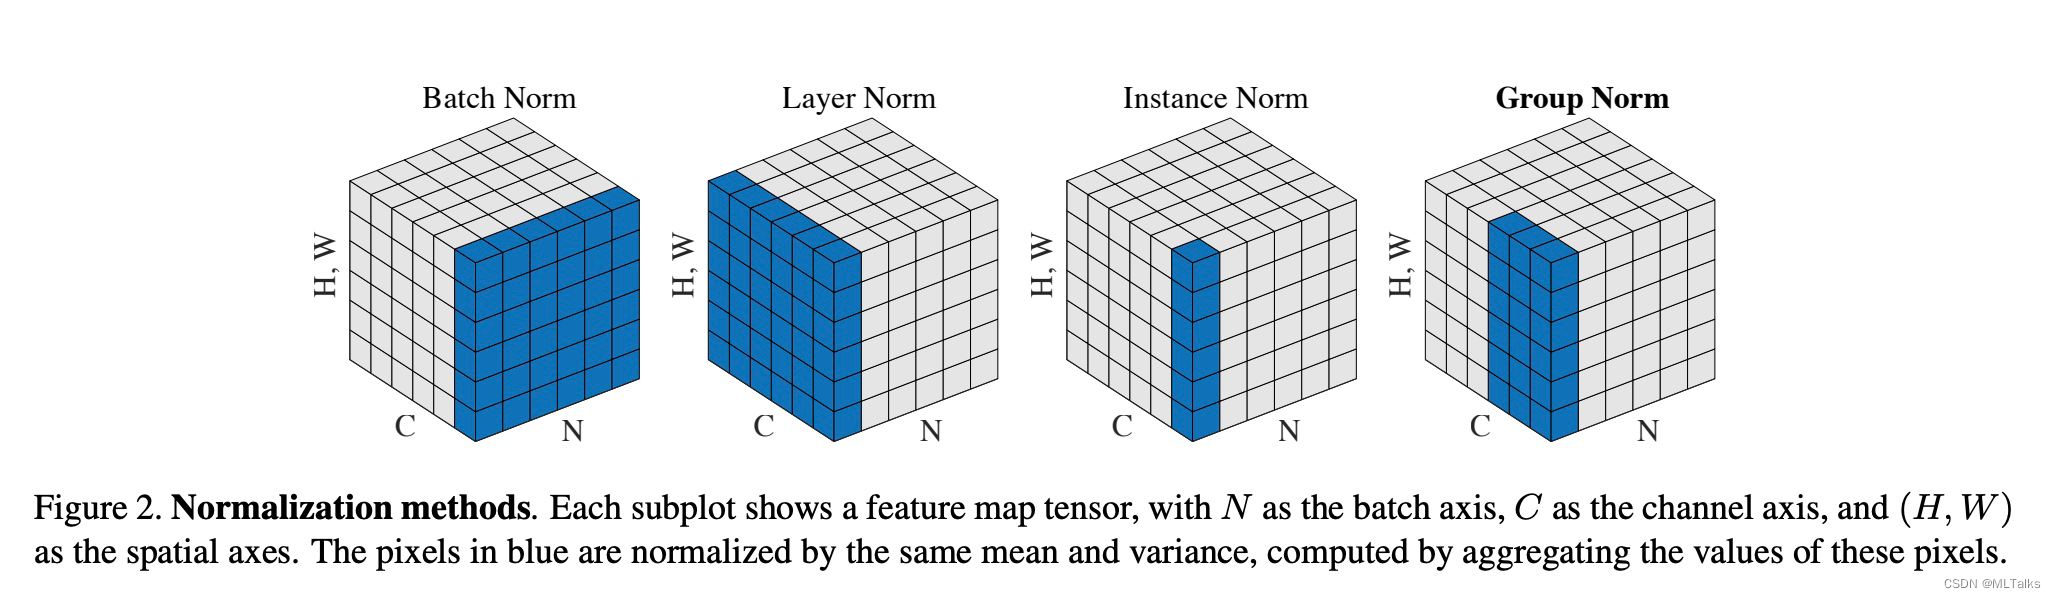 Batch Norm
Layer Norm
Instance Norm
Group Norm
H, W
C
N
H, W
C
N
H, W
C
N
H, W
C
N
Figure 2. Normalization methods. Each subplot shows a feature map tensor, with N as the batch axis, C as the channel axis, and (H, W)
as the spatial axes. The pixels in blue are normalized by the same mean and variance, computed by aggregating the values of these pixels.
CSDN @MLTalks